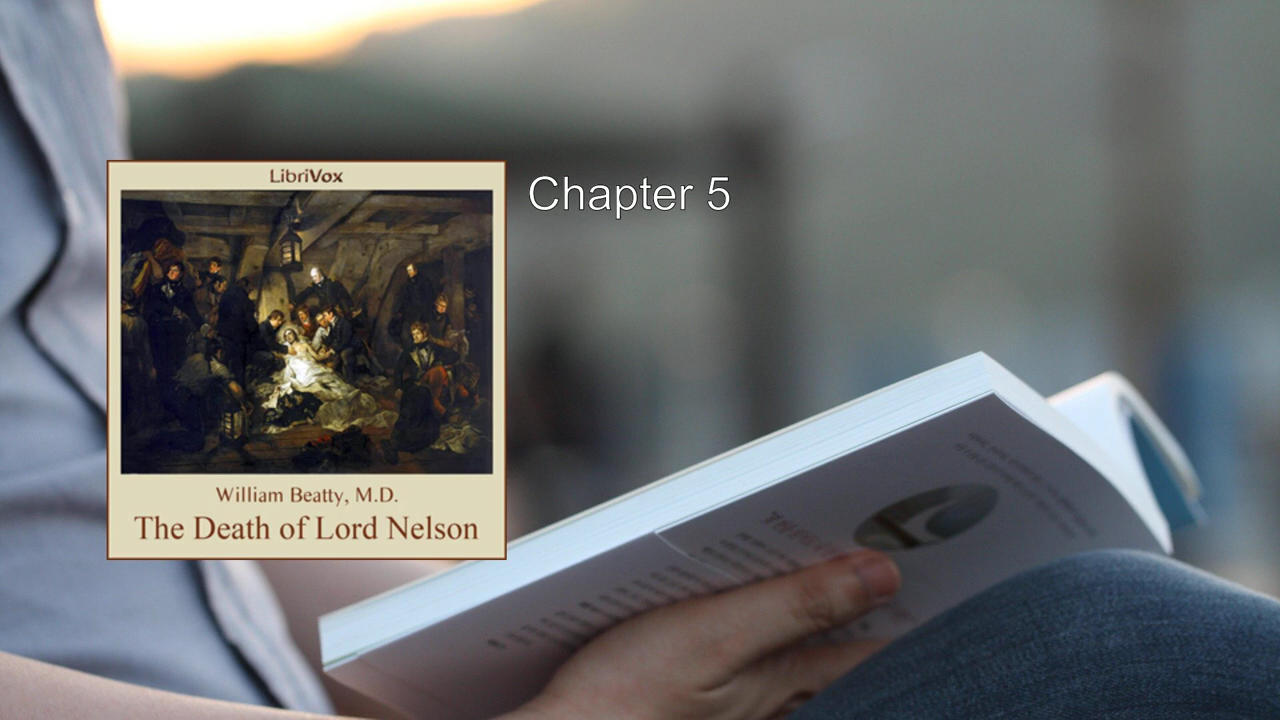 LibriVox
Chapter 5
William Beatty, M.D.
The Death of Lord Nelson